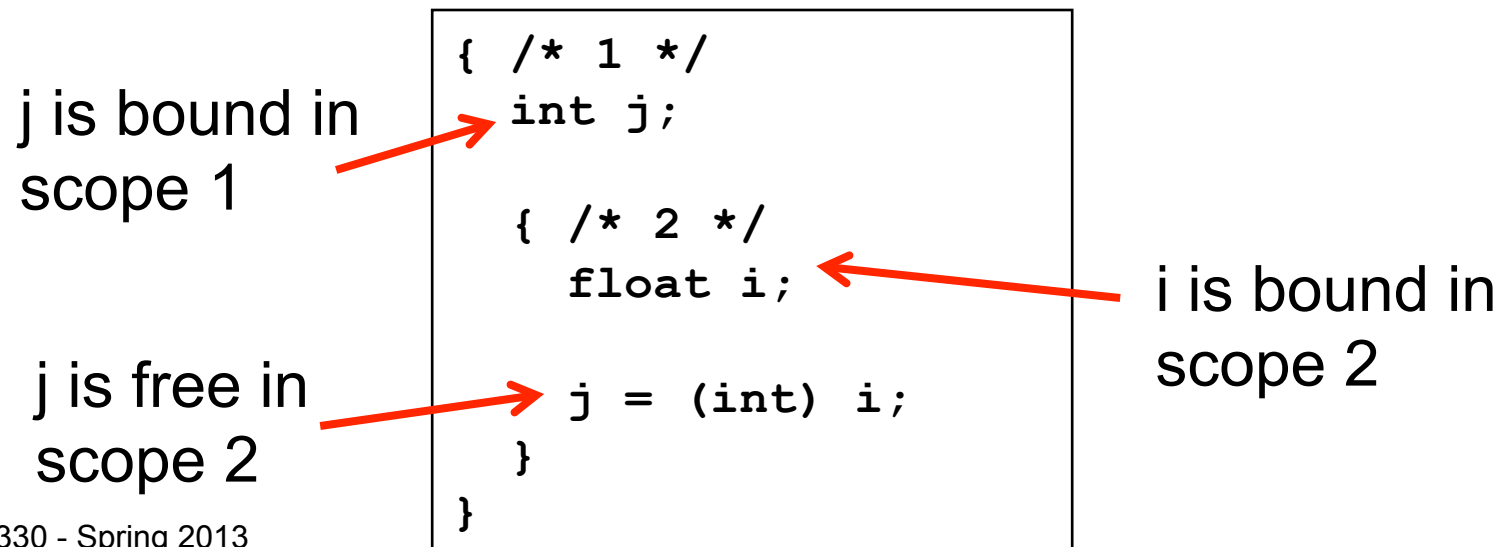 { /* 1 */
int j;
j is bound in
scope 1
{ /* 2 */
float i;
i is bound in
scope 2
j is free in
scope 2
j = (int) i;
}
}
330 - Spring 2013